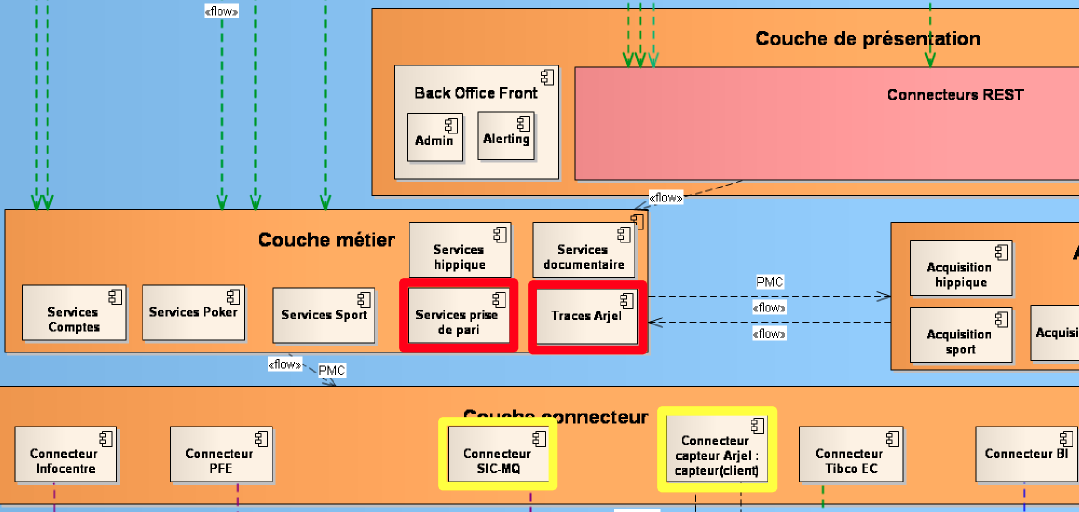 «flow»
Couche de présentation
Back Office Front
Admin
Alerting
Connecteurs REST
«flow»
Couche métier
Services
hippique
Services
documentaire
Services
Comptes
Services Poker
Services Sport
Services prise
de pari
Traces Arjel
PMC
«flow»
«flow»
Acquisition
hippique
Acquisition
sport
«flow»
PMC
Couche connecteur
Connecteur
Infocentre
Connecteur
PFE
Connecteur
SIC-MQ
Connecteur
capteur Arjel :
capteur(client)
Connecteur
Tibco EC
Connecteur BI